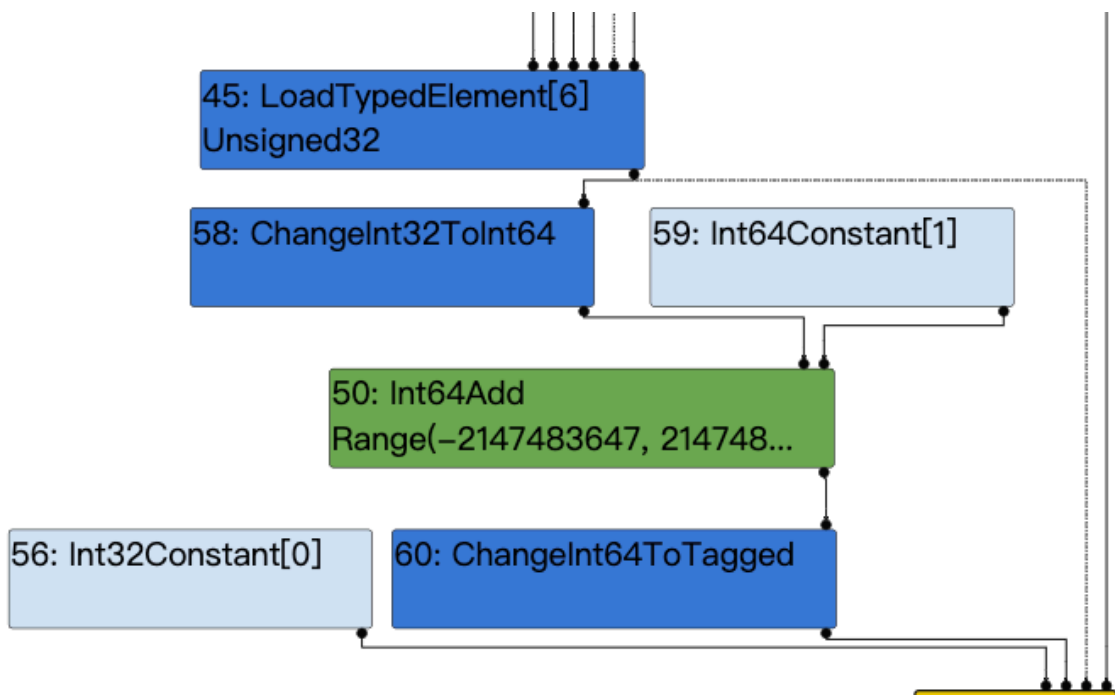 45: LoadTypedElement[6]
Unsigned32
58: ChangeInt32ToInt64
59: Int64Constant[1]
50: Int64Add
Range(-2147483647, 214748...
56: Int32Constant[0]
60: ChangeInt64ToTagged